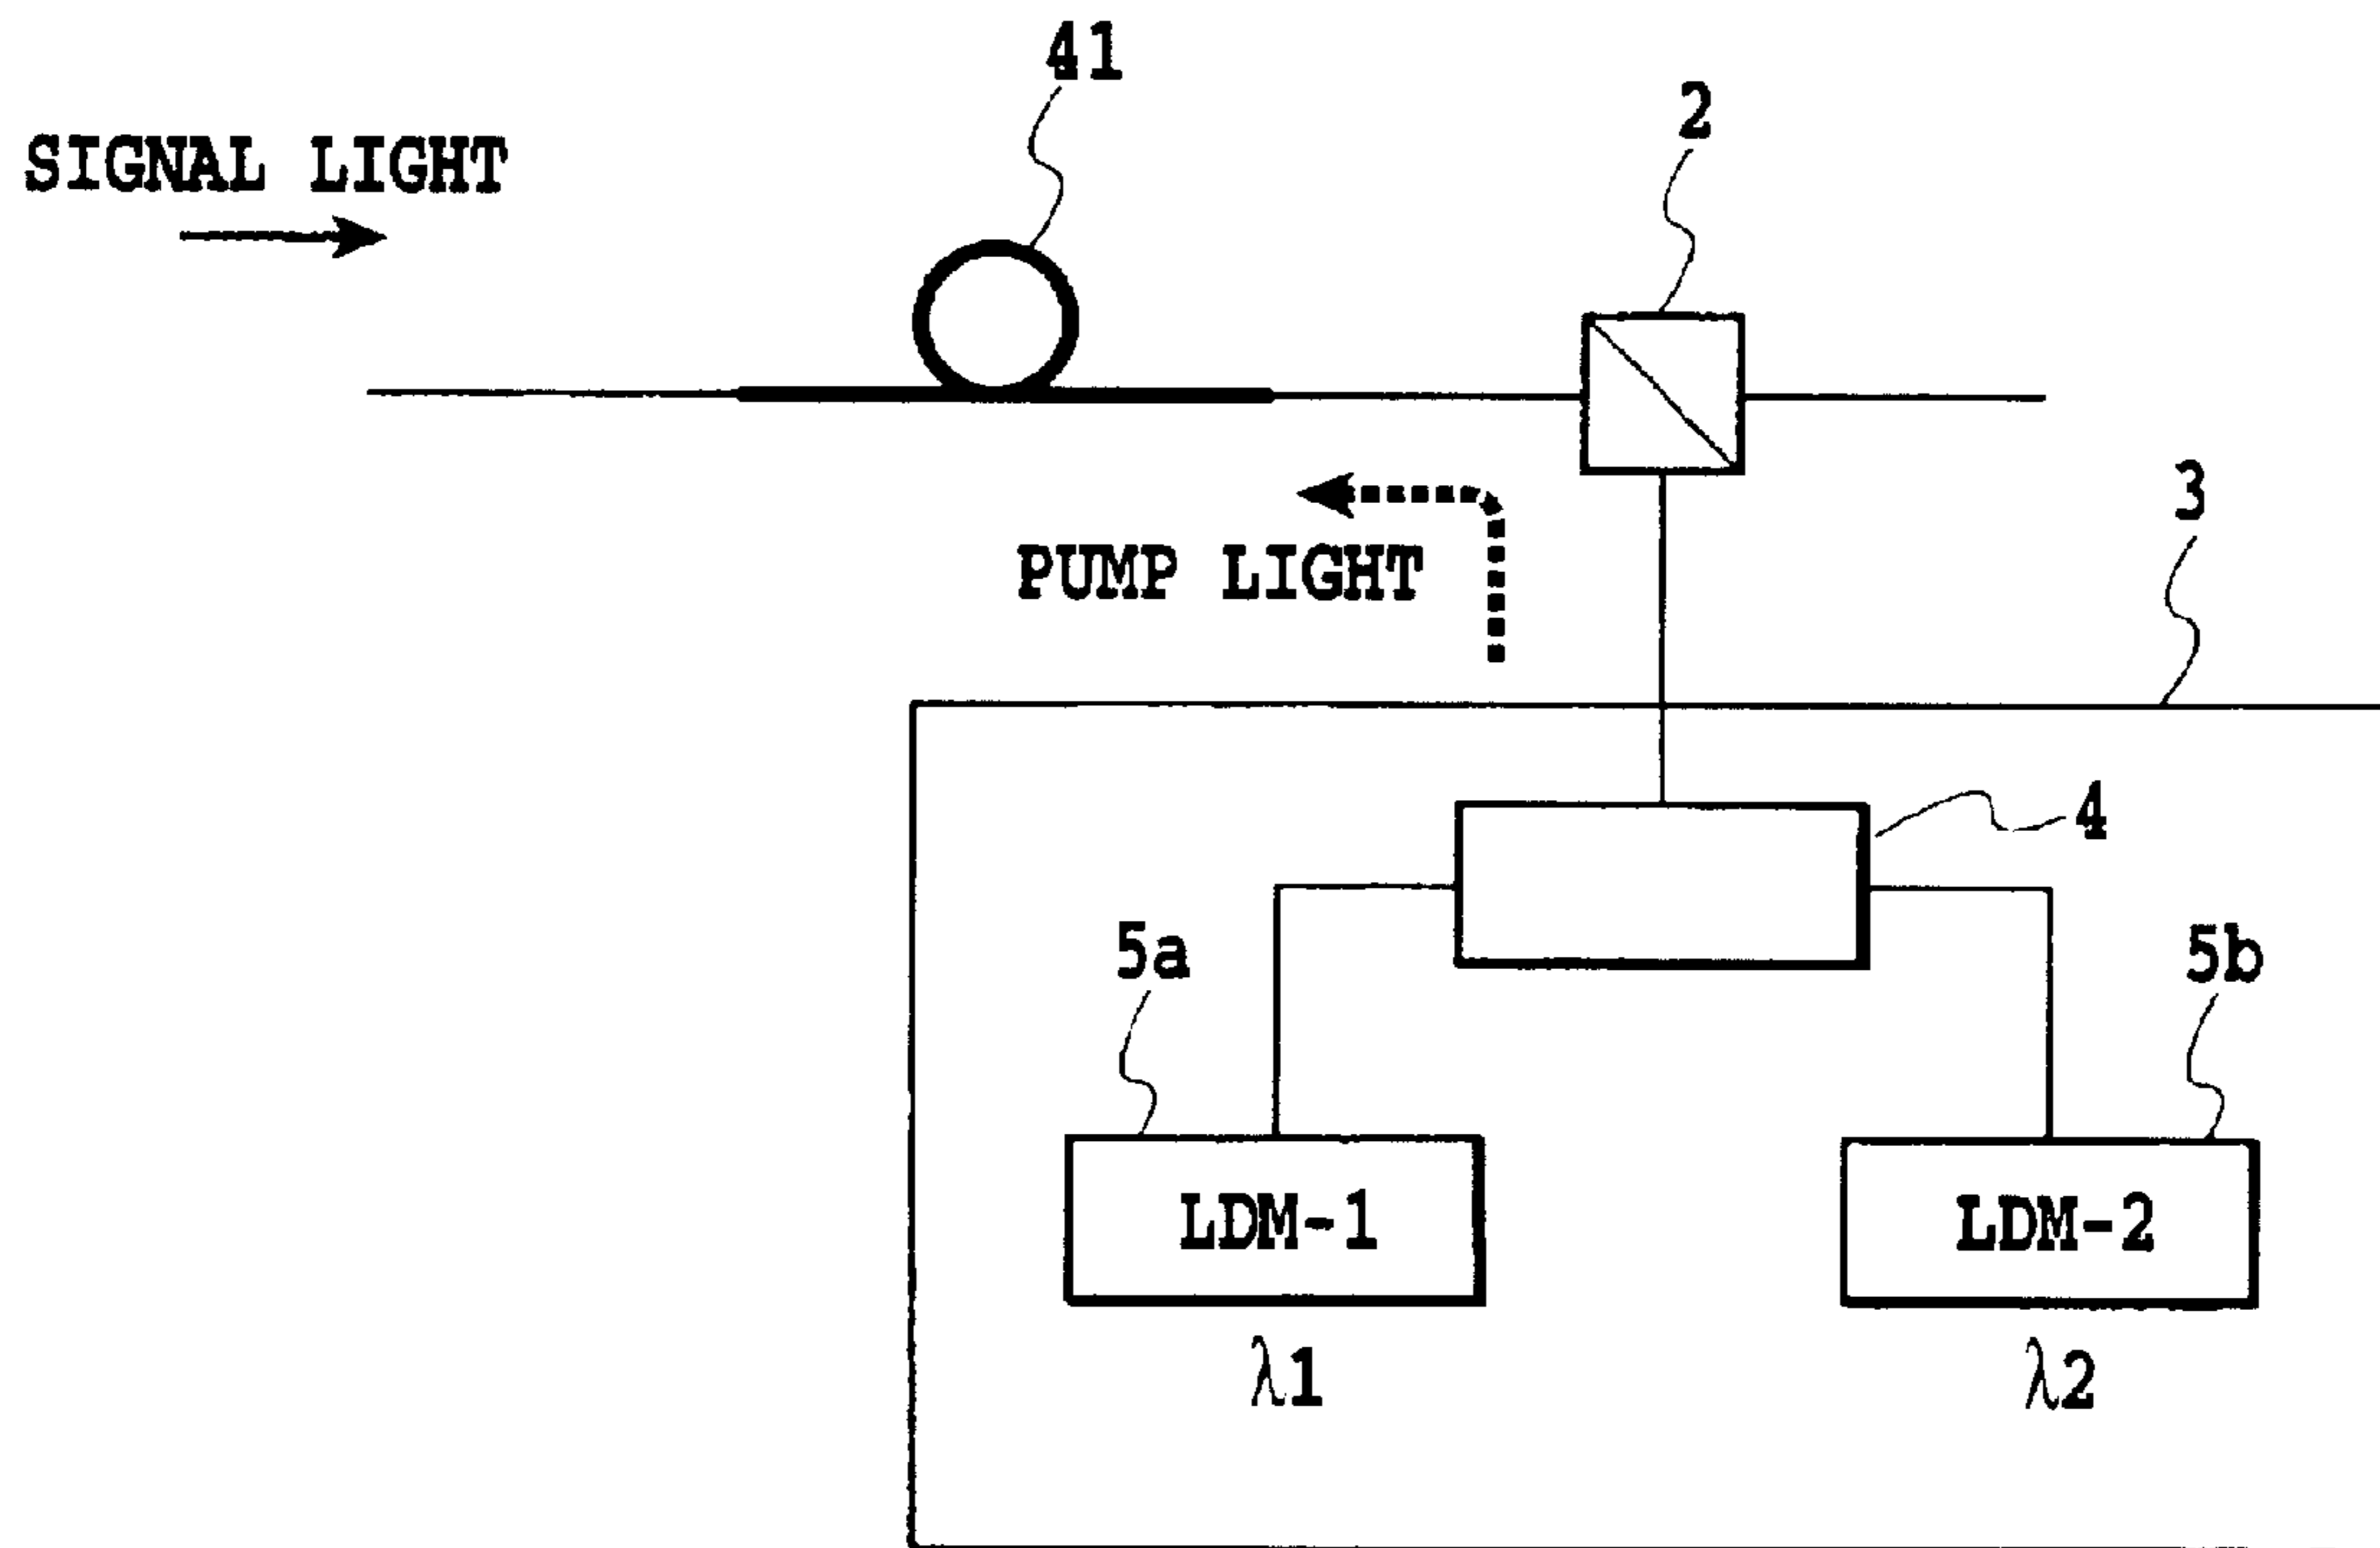 41
2
SIGNAL LIGHT
3
PUMP LIGHT
4
5a
5b
LDM-1
LDM-2
λ1
λ2